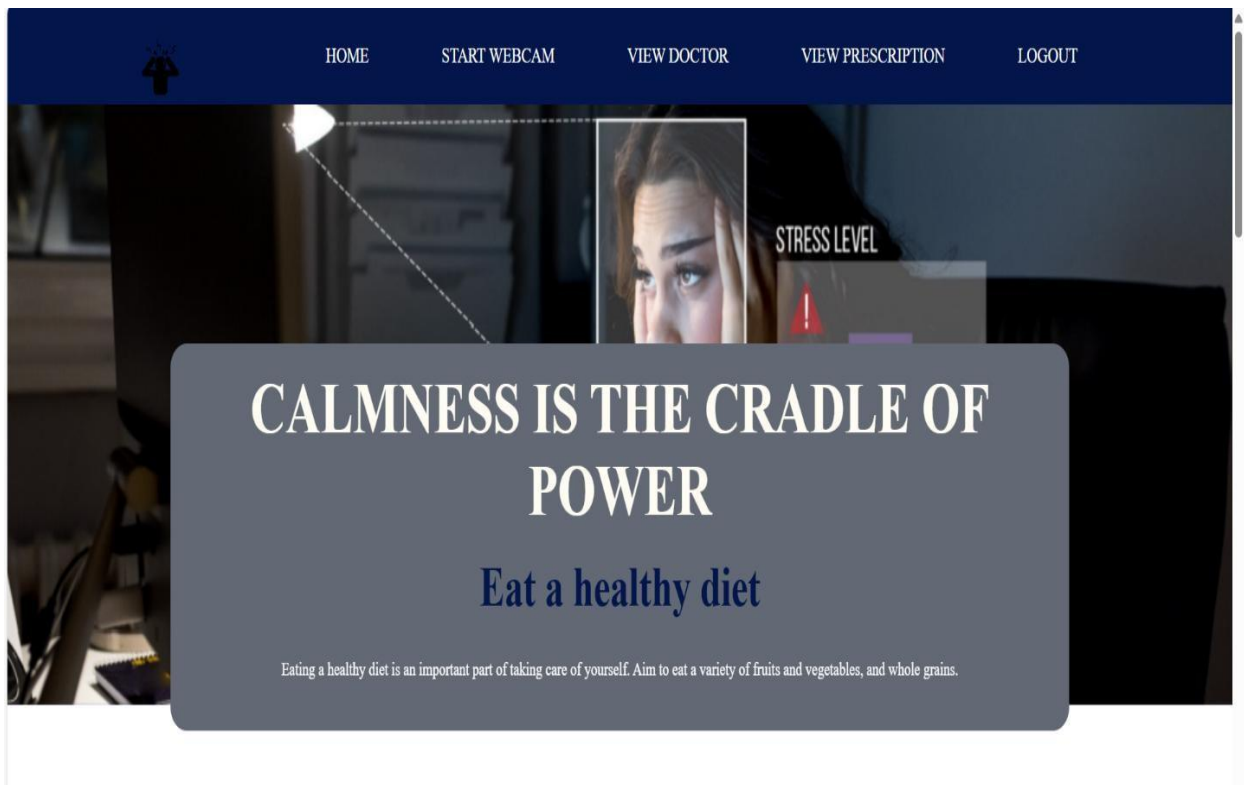 HOME START WEBCAM VIEW DOCTOR VIEW PRESCRIPTION LOGOUT
STRESS LEVEL
CALMNESS IS THE CRADLE OF
POWER
Eat a healthy diet
Eating a healthy diet is an important part of taking care of yourself. Aim to eat a variety of fruits and vegetables, and whole grains.